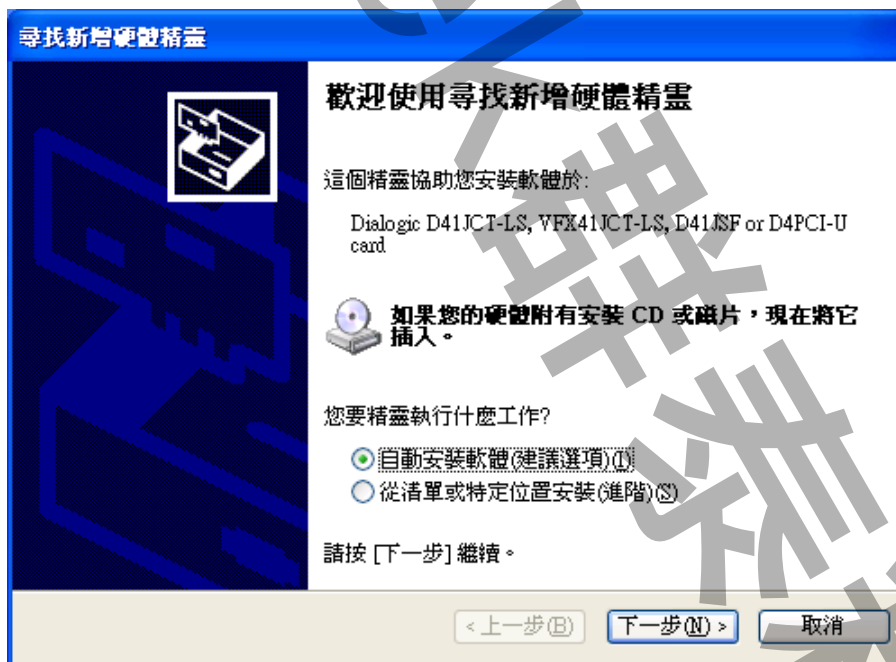 尋找新增硬體精靈
歡迎使用尋找新增硬體精靈
這個精靈協助您安裝軟體於:
Dialogic D41JCT-LS, VFX41JCT-LS, D41JSF or D4PCI-U
card
如果您的硬體附有安裝 CD 或磁片，現在將它
插入。
您要精靈執行什麼工作?
自動安裝軟體(建議選項)(I)
從清單或特定位置安裝(進階)(S)
請按 [下一步] 繼續。
< 上一步(B)
下一步(N) >
取消